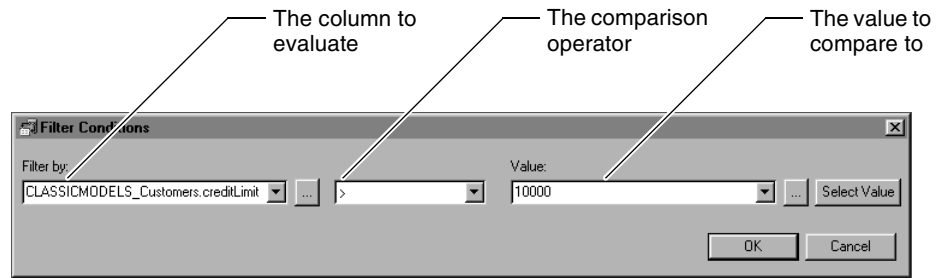 The column to
evaluate
The comparison
operator
The value to
compare to
Filter Conditions
Filter by:
Value:
CLASSICMODELS_Customers.creditLimit ... > 10000 ... Select Value
OK Cancel